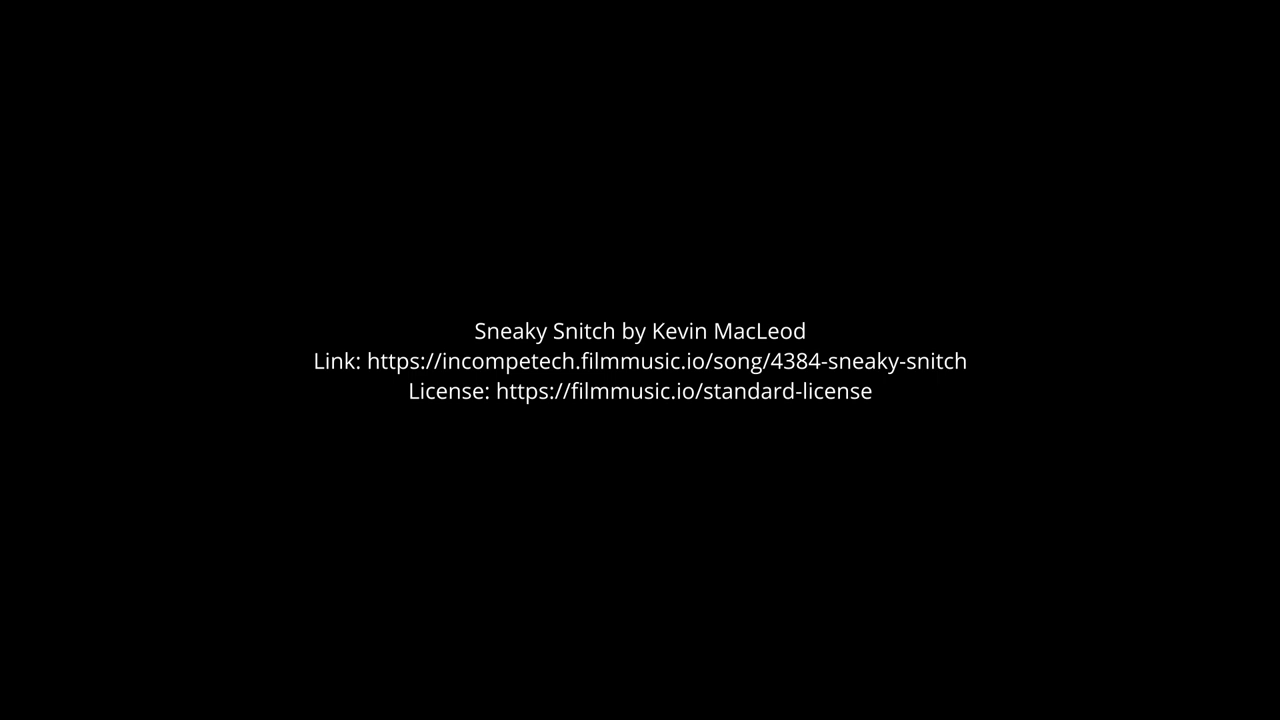 Sneaky Snitch by Kevin MacLeod
Link: https://incompetech.filmmusic.io/song/4384-sneaky-snitch
License: https://filmmusic.io/standard-license